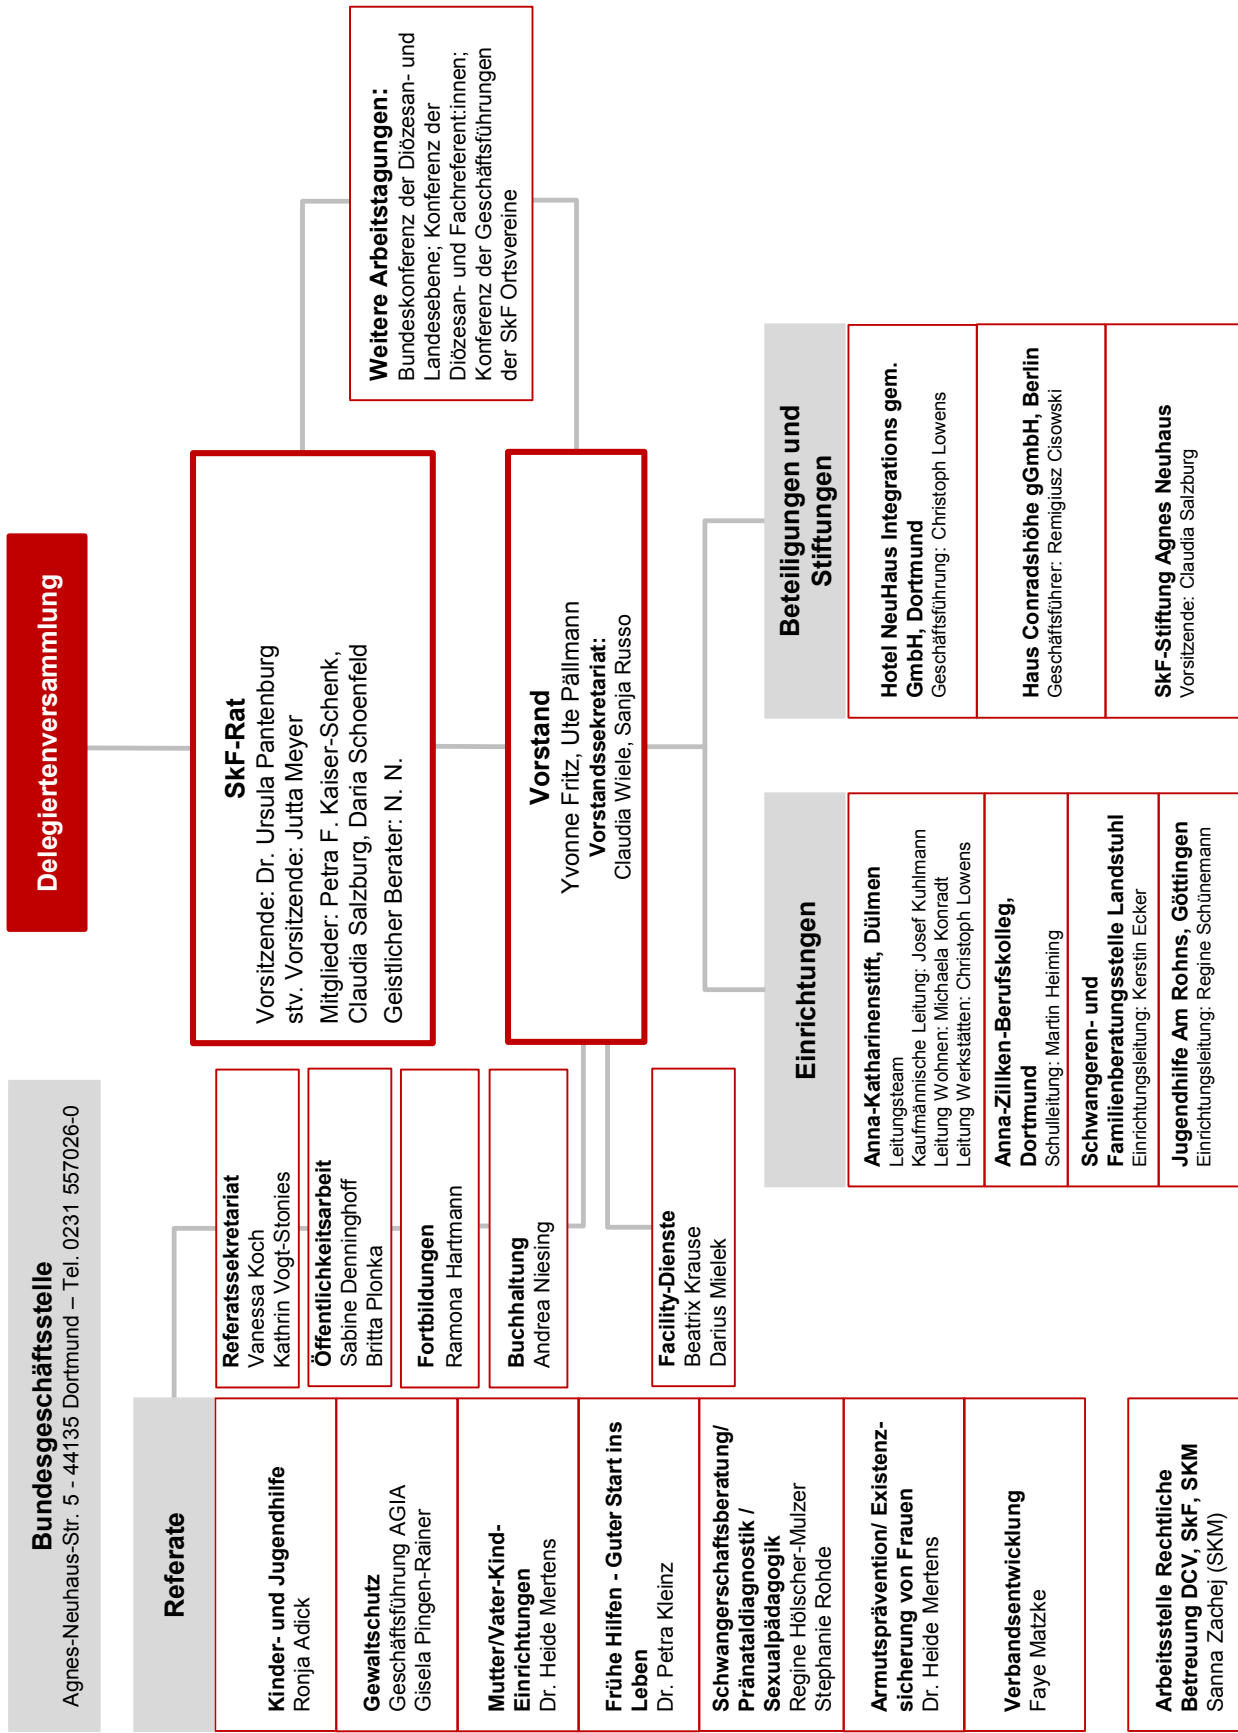 Bundesgeschäftsstelle
Agnes-Neuhaus-Str. 5 - 44135 Dortmund – Tel. 0231 557026-0
Delegiertenversammlung
SkF-Rat
Vorsitzende: Dr. Ursula Pantenburg
stv. Vorsitzende: Jutta Meyer
Mitglieder: Petra F. Kaiser-Schenk,
Claudia Salzburg, Daria Schoenfeld
Geistlicher Berater: N. N.
Weitere Arbeitstagungen:
Bundeskonferenz der Diözesan- und
Landesebene; Konferenz der
Diözesan- und Fachreferent:innen;
Konferenz der Geschäftsführungen
der SkF Ortsvereine
Vorstand
Yvonne Fritz, Ute Pällmann
Vorstandssekretariat:
Claudia Wiele, Sanja Russo
Referate
Kinder- und Jugendhilfe
Ronja Adick
Gewaltschutz
Geschäftsführung AGIA
Gisela Pingen-Rainer
Mutter/Vater-Kind-
Einrichtungen
Dr. Heide Mertens
Frühe Hilfen - Guter Start ins
Leben
Dr. Petra Kleinz
Schwangerschaftsberatung/
Pränataldiagnostik /
Sexualpädagogik
Regine Hölscher-Mulzer
Stephanie Rohde
Armutsprävention/ Existenz-
sicherung von Frauen
Dr. Heide Mertens
Verbandsentwicklung
Faye Matzke
Arbeitsstelle Rechtliche
Betreuung DCV, SkF, SKM
Sanna Zachej (SKM)
Referatssekretariat
Vanessa Koch
Kathrin Vogt-Stonies
Öffentlichkeitsarbeit
Sabine Denninghoff
Britta Plonka
Fortbildungen
Ramona Hartmann
Buchhaltung
Andrea Niesing
Facility-Dienste
Beatrix Krause
Darius Mielek
Einrichtungen
Anna-Katharinenstift, Dülmen
Leitungsteam
Kaufmännische Leitung: Josef Kuhlmann
Leitung Wohnen: Michaela Konradt
Leitung Werkstätten: Christoph Lowens
Anna-Zillken-Berufskolleg,
Dortmund
Schulleitung: Martin Heiming
Schwangeren- und
Familienberatungsstelle Landstuhl
Einrichtungsleitung: Kerstin Ecker
Jugendhilfe Am Rohns, Göttingen
Einrichtungsleitung: Regine Schünemann
Beteiligungen und
Stiftungen
Hotel NeuHaus Integrations gem.
GmbH, Dortmund
Geschäftsführung: Christoph Lowens
Haus Conradshöhe gGmbH, Berlin
Geschäftsführer: Remigiusz Cisowski
SkF-Stiftung Agnes Neuhaus
Vorsitzende: Claudia Salzburg